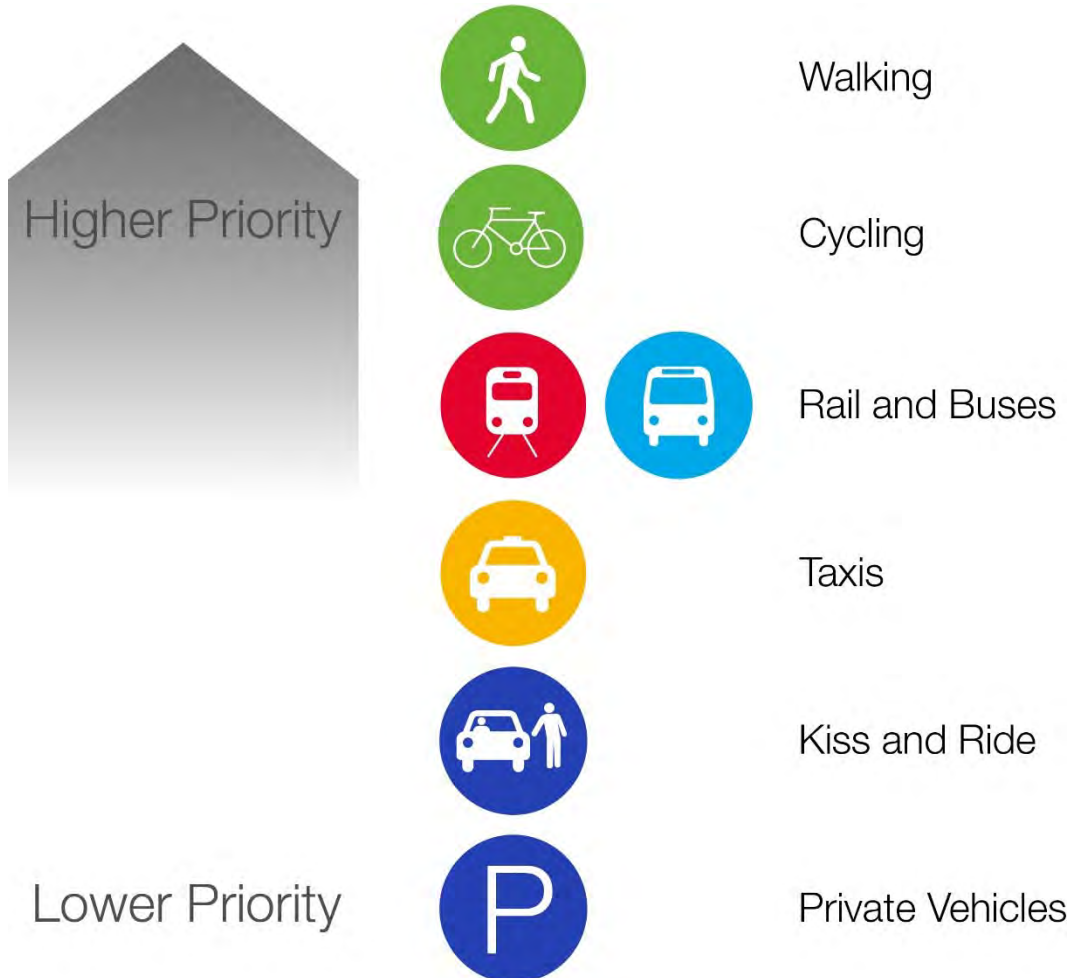 Walking
Higher Priority
Cycling
Rail and Buses
Taxis
Kiss and Ride
Lower Priority
P
Private Vehicles